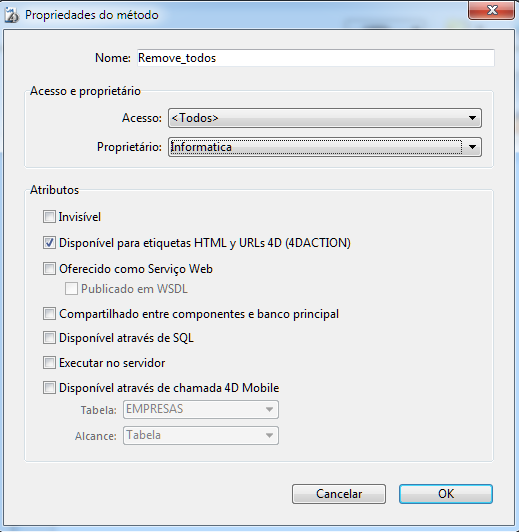 Propriedades do método
Nome: Remove_todos
Acesso e proprietário
Acesso: <Todos>
Proprietário: Informatica
Atributos
Invisível
Disponível para etiquetas HTML y URLs 4D (4DACTION)
Oferecido como Serviço Web
Publicado em WSDL
Compartilhado entre componentes e banco principal
Disponível através de SQL
Executar no servidor
Disponível através de chamada 4D Mobile
Tabela: EMPRESAS
Alcance: Tabela
Cancelar OK